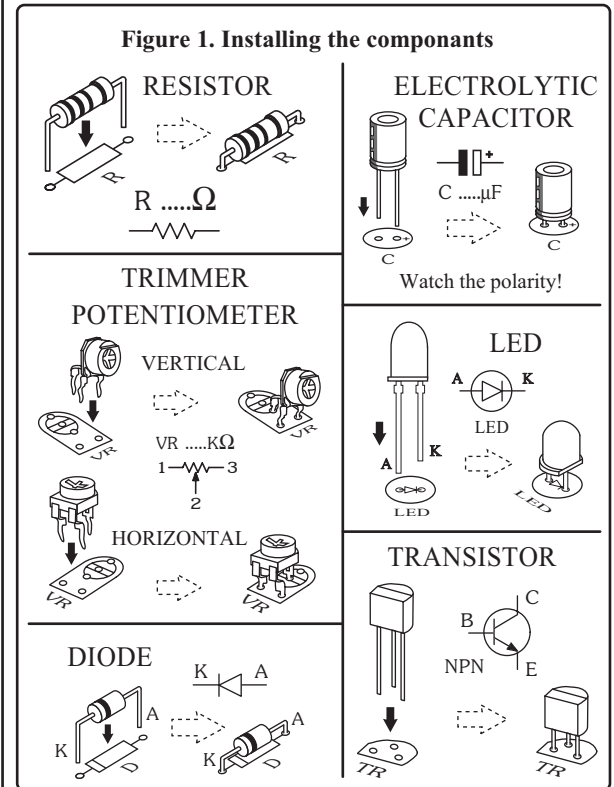 Figure 1. Installing the componants
RESISTOR
R
R
R .....Ω
ELECTROLYTIC
CAPACITOR
+
C .....µF
+
C
+
C
Watch the polarity!
TRIMMER
POTENTIOMETER
VERTICAL
VR
VR
VR .....KΩ
1 3
2
HORIZONTAL
VR
VR
LED
A K
LED
A K
LED
LED
DIODE
K A
A
K
D
A
K
D
TRANSISTOR
C
B
NPN E
TR
TR